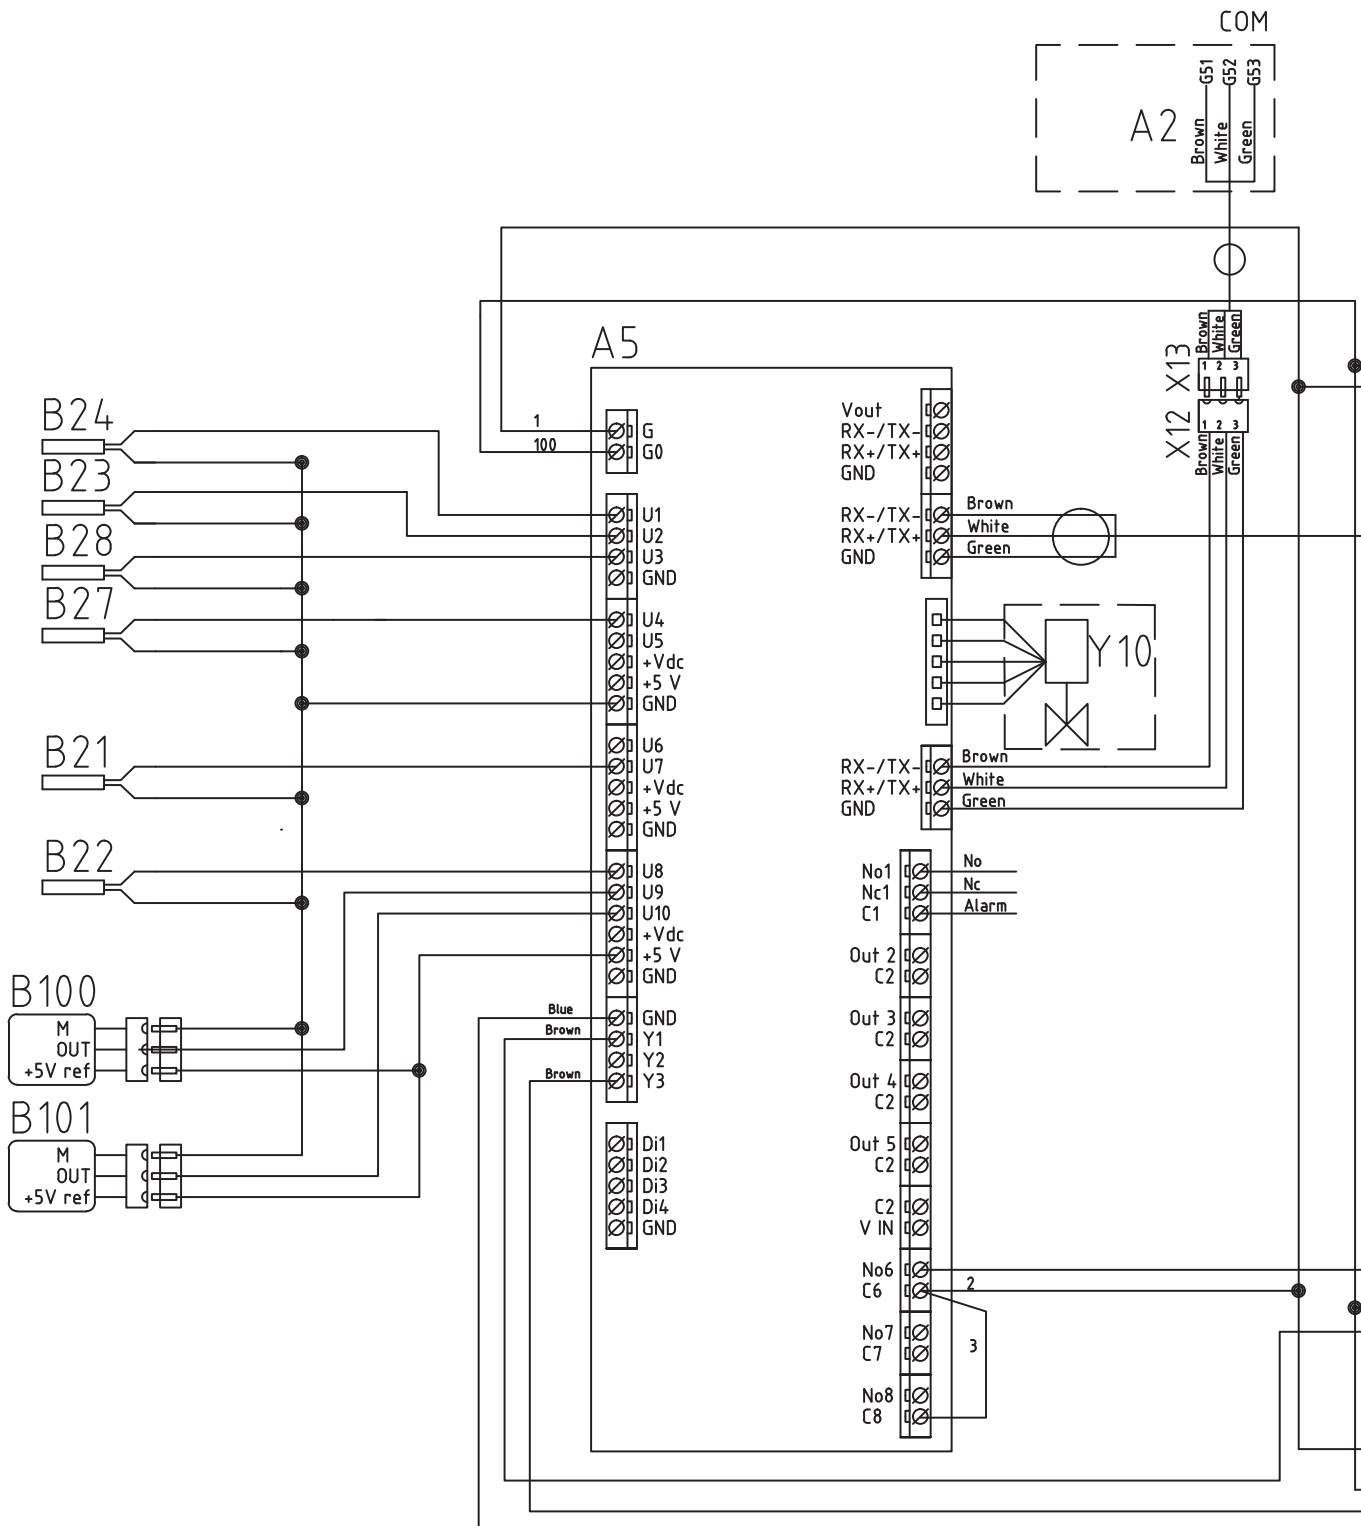 COM
G51
G52
G53
A2
Brown
White
Green
Brown
White
Green
X13
1 2 3
X12
1 2 3
Brown
White
Green
A5
1
100
G
G0
B24
B23
B28
B27
B21
B22
U1
U2
U3
GND
U4
U5
+Vdc
+5 V
GND
U6
U7
+Vdc
+5 V
GND
U8
U9
U10
+Vdc
+5 V
GND
B100
M
OUT
+5V ref
B101
M
OUT
+5V ref
Blue
Brown
Brown
GND
Y1
Y2
Y3
Di1
Di2
Di3
Di4
GND
Vout
RX-/TX-
RX+/TX+
GND
RX-/TX-
RX+/TX+
GND
Brown
White
Green
Y10
RX-/TX-
RX+/TX+
GND
Brown
White
Green
No1
Nc1
C1
No
Nc
Alarm
Out 2
C2
Out 3
C2
Out 4
C2
Out 5
C2
C2
V IN
No6
C6
2
No7
C7
3
No8
C8